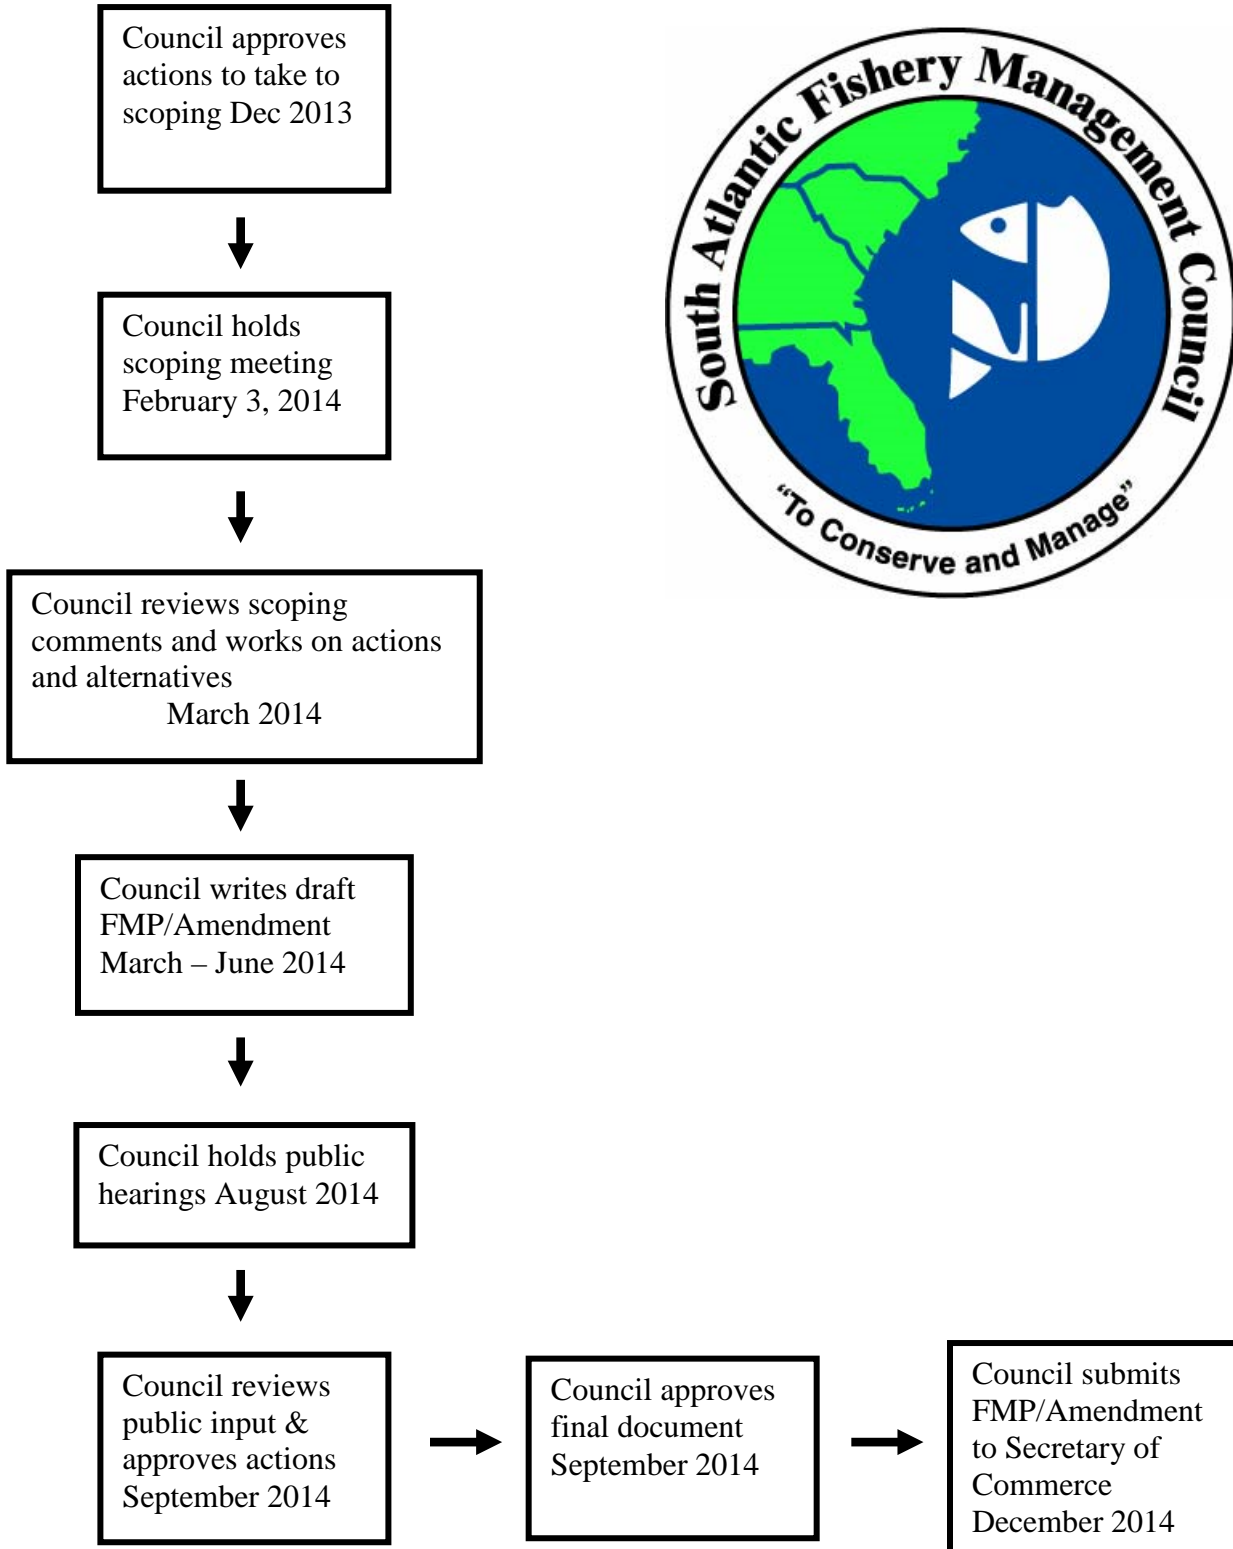 Council approves
actions to take to
scoping Dec 2013
South Atlantic Fishery Management Council
“To Conserve and Manage”
Council holds
scoping meeting
February 3, 2014
Council reviews scoping
comments and works on actions
and alternatives
March 2014
Council writes draft
FMP/Amendment
March – June 2014
Council holds public
hearings August 2014
Council reviews
public input &
approves actions
September 2014
Council approves
final document
September 2014
Council submits
FMP/Amendment
to Secretary of
Commerce
December 2014